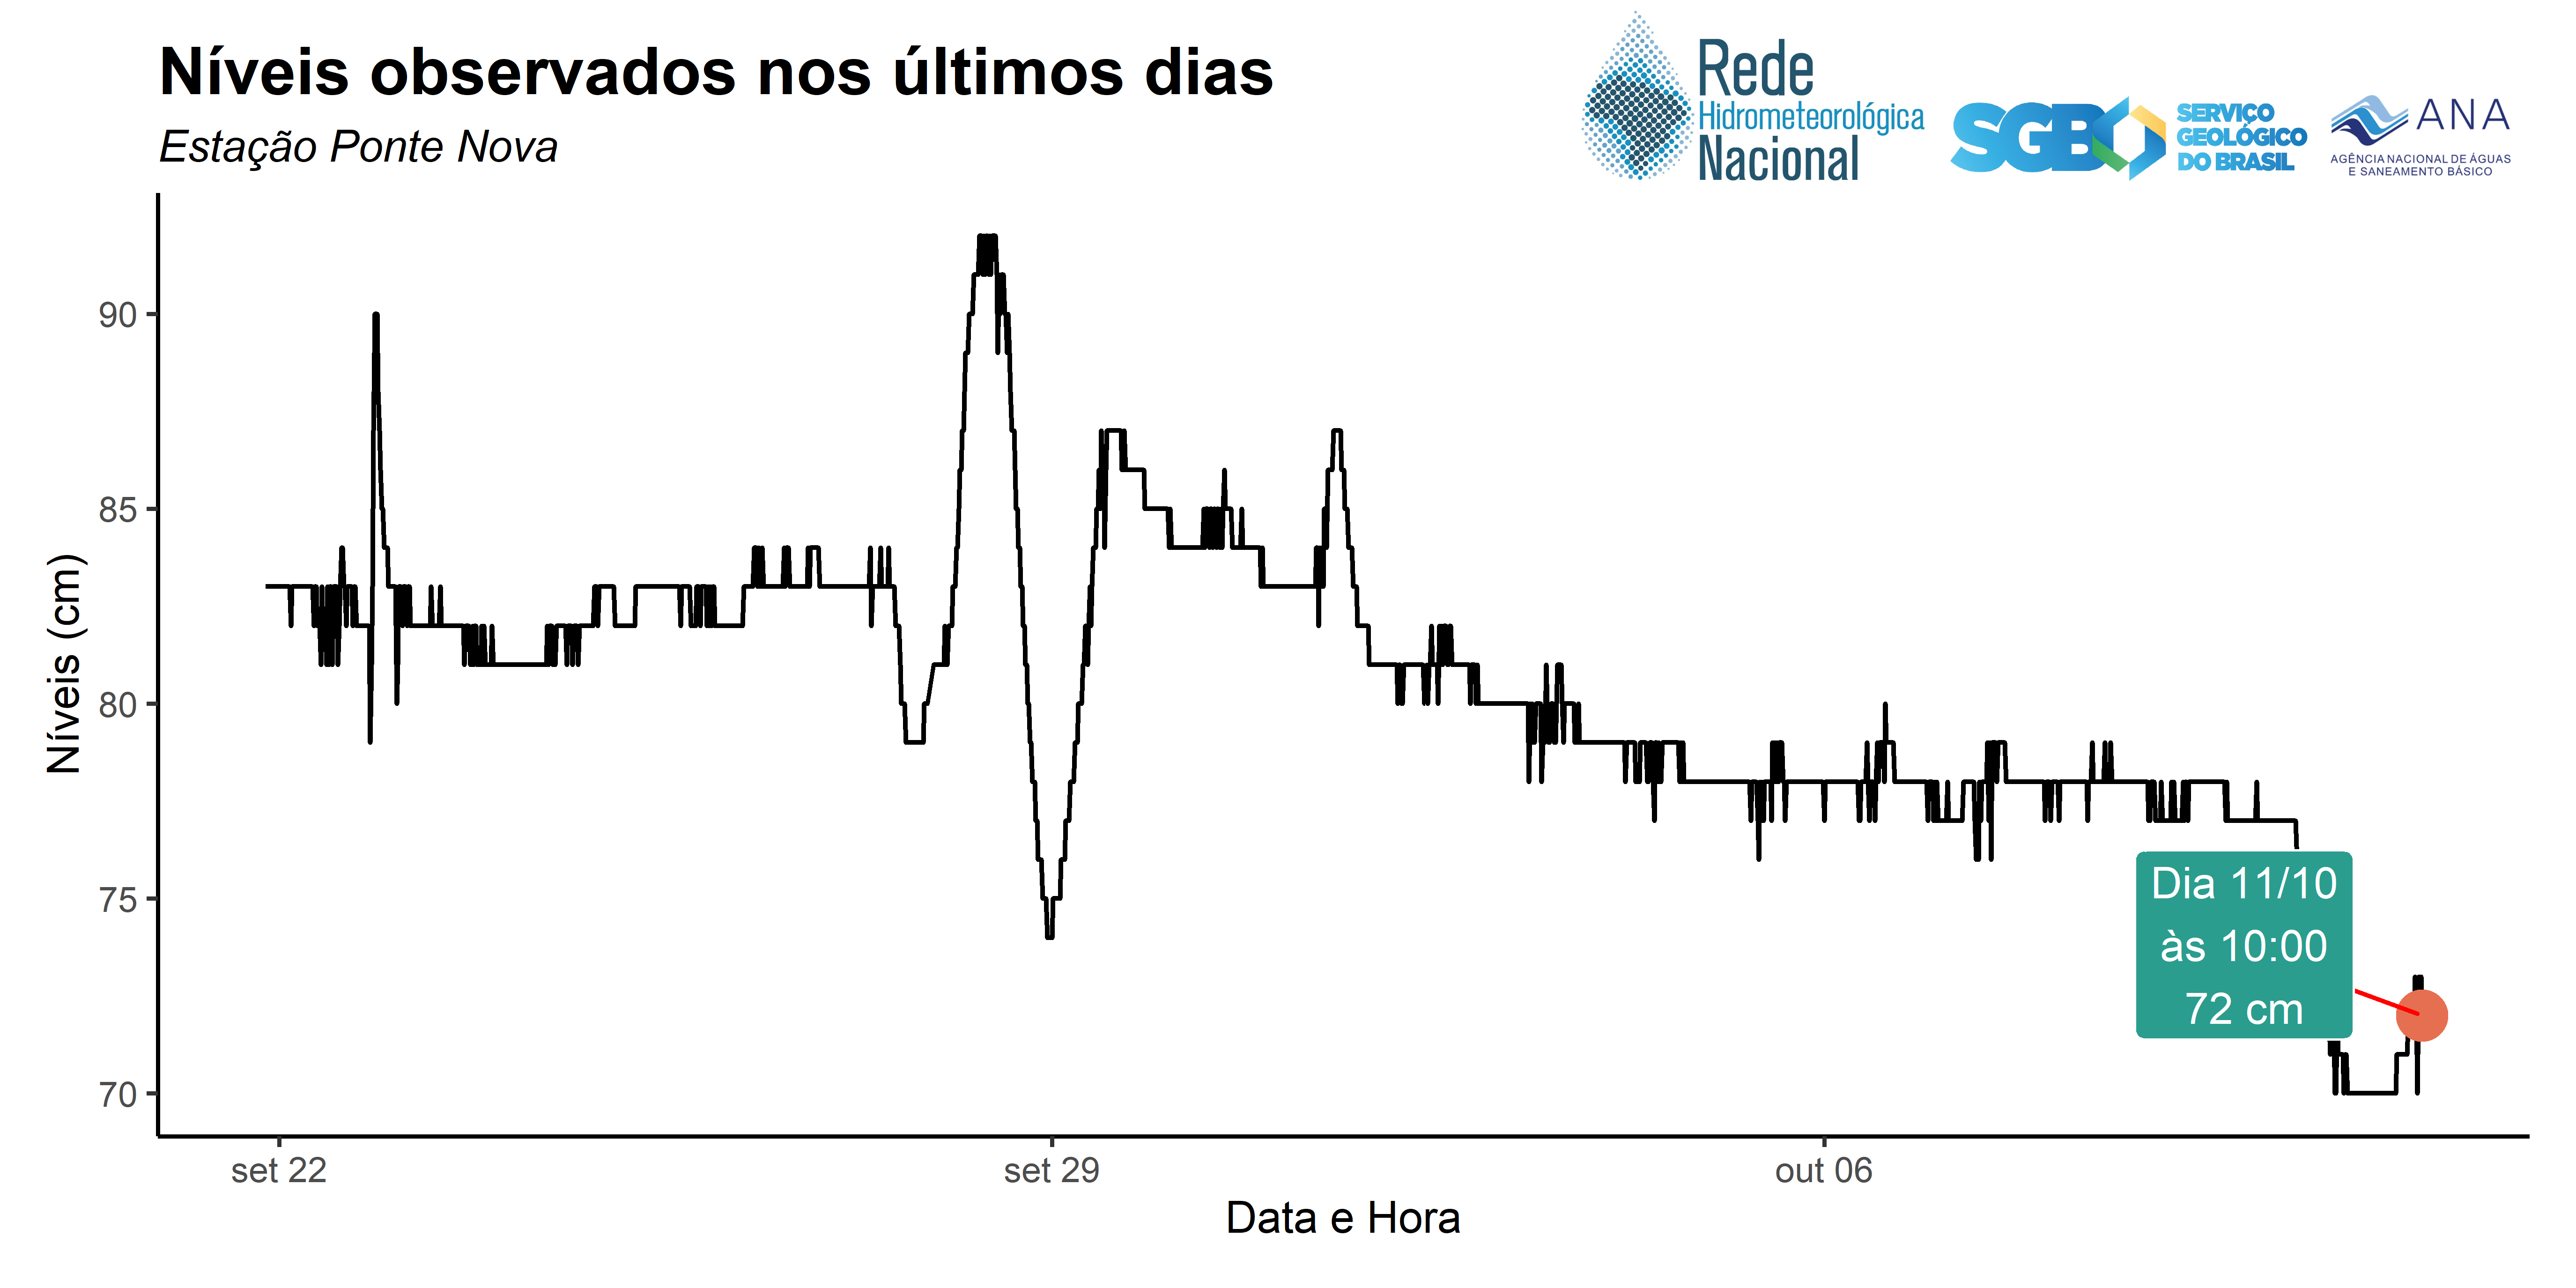 Níveis observados nos últimos dias
Estação Ponte Nova
Rede
Hidrometeorológica
Nacional
SGB
SERVIÇO
GEOLÓGICO
DO BRASIL
ANA
AGÊNCIA NACIONAL DE ÁGUAS
E SANEAMENTO BÁSICO
Níveis (cm)
90
85
80
75
70
Dia 11/10
às 10:00
72 cm
set 22
set 29
out 06
Data e Hora